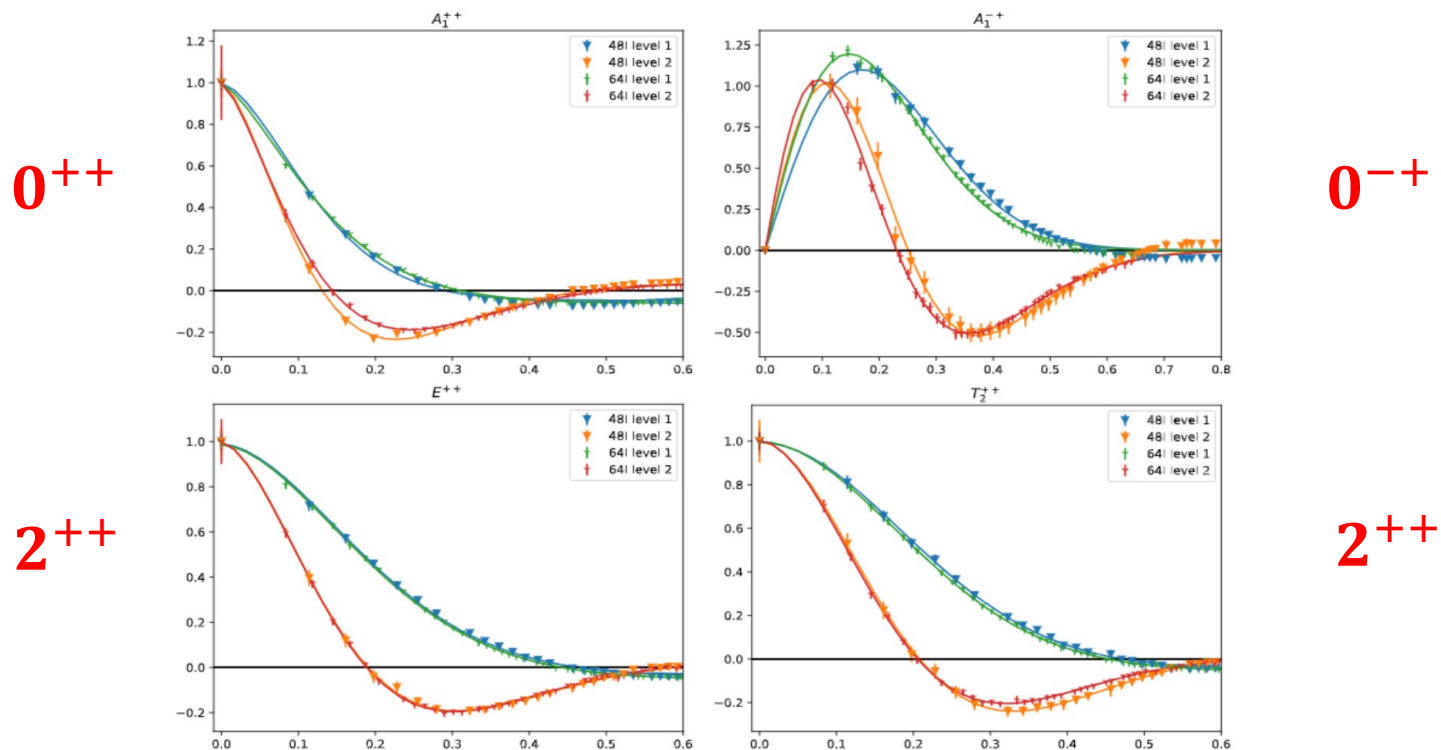 $A_1^{++}$
1.0
0.8
0.6
0.4
0.2
0.0
−0.2
0.0 0.1 0.2 0.3 0.4 0.5 0.6
48I level 1
48I level 2
64I level 1
64I level 2
0++
$A_1^{-+}$
1.25
1.00
0.75
0.50
0.25
0.00
−0.25
−0.50
0.0 0.1 0.2 0.3 0.4 0.5 0.6 0.7 0.8
48I level 1
48I level 2
64I level 1
64I level 2
0−+
$E^{++}$
1.0
0.8
0.6
0.4
0.2
0.0
−0.2
0.0 0.1 0.2 0.3 0.4 0.5 0.6
48I level 1
48I level 2
64I level 1
64I level 2
2++
$T_2^{++}$
1.0
0.8
0.6
0.4
0.2
0.0
−0.2
0.0 0.1 0.2 0.3 0.4 0.5 0.6
48I level 1
48I level 2
64I level 1
64I level 2
2++